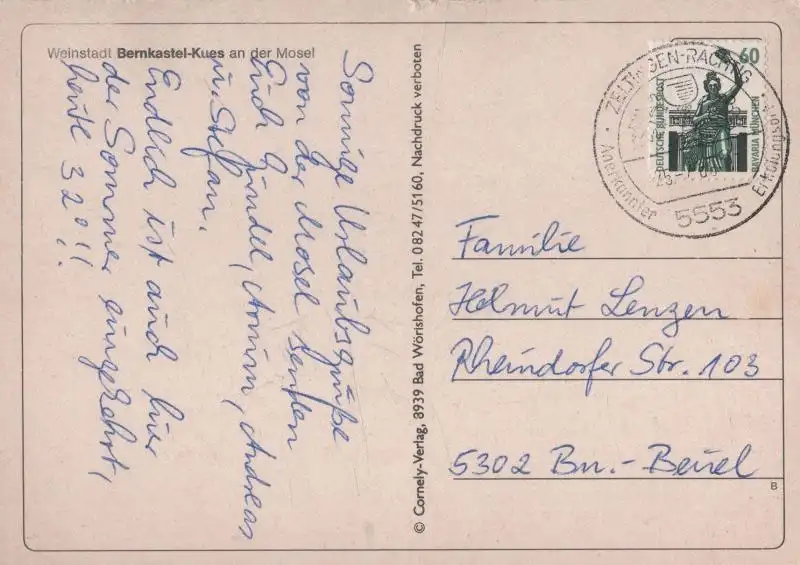 Weinstadt Bernkastel-Kues an der Mosel
Sonnige Urlaubsgrüße
von der Mosel senden
Euch Gündel, Armin, Andreas
u. Stefan.
Endlich ist auch hier
der Sommer eingekehrt,
heute 32°!!
© Cornely-Verlag, 8939 Bad Wörishofen, Tel. 08247/5160, Nachdruck verboten
60
DEUTSCHE BUNDESPOST
BAVARIA MÜNCHEN
ZELTINGEN-RACHTIG
Anerkannter Erholungsort
5553
Familie
Helmut Lenzen
Rheindorfer Str. 103
5302 Bn.-Beuel
B